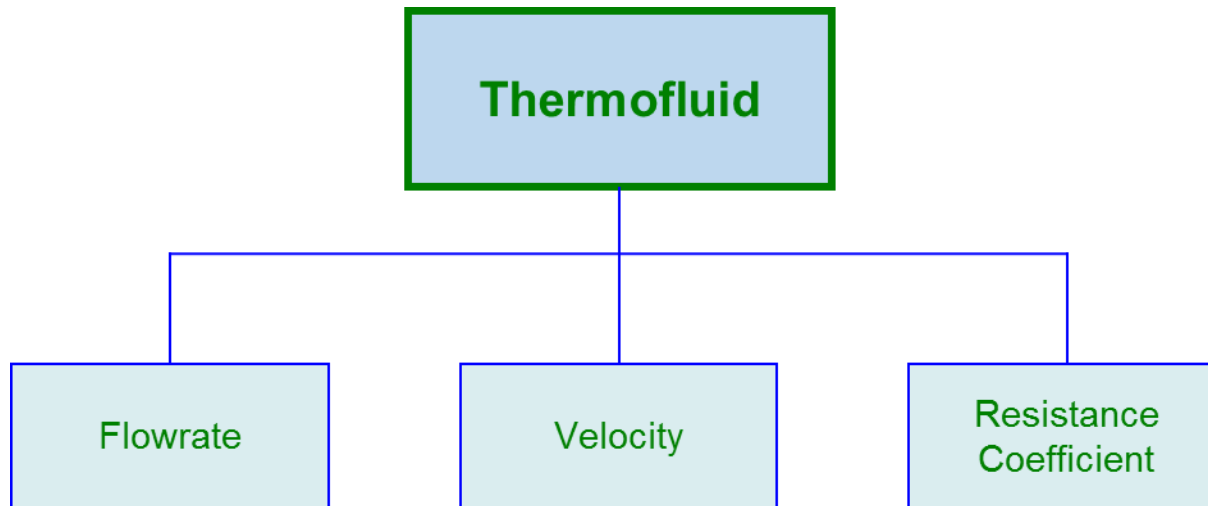 Thermofluid
Flowrate
Velocity
Resistance
Coefficient